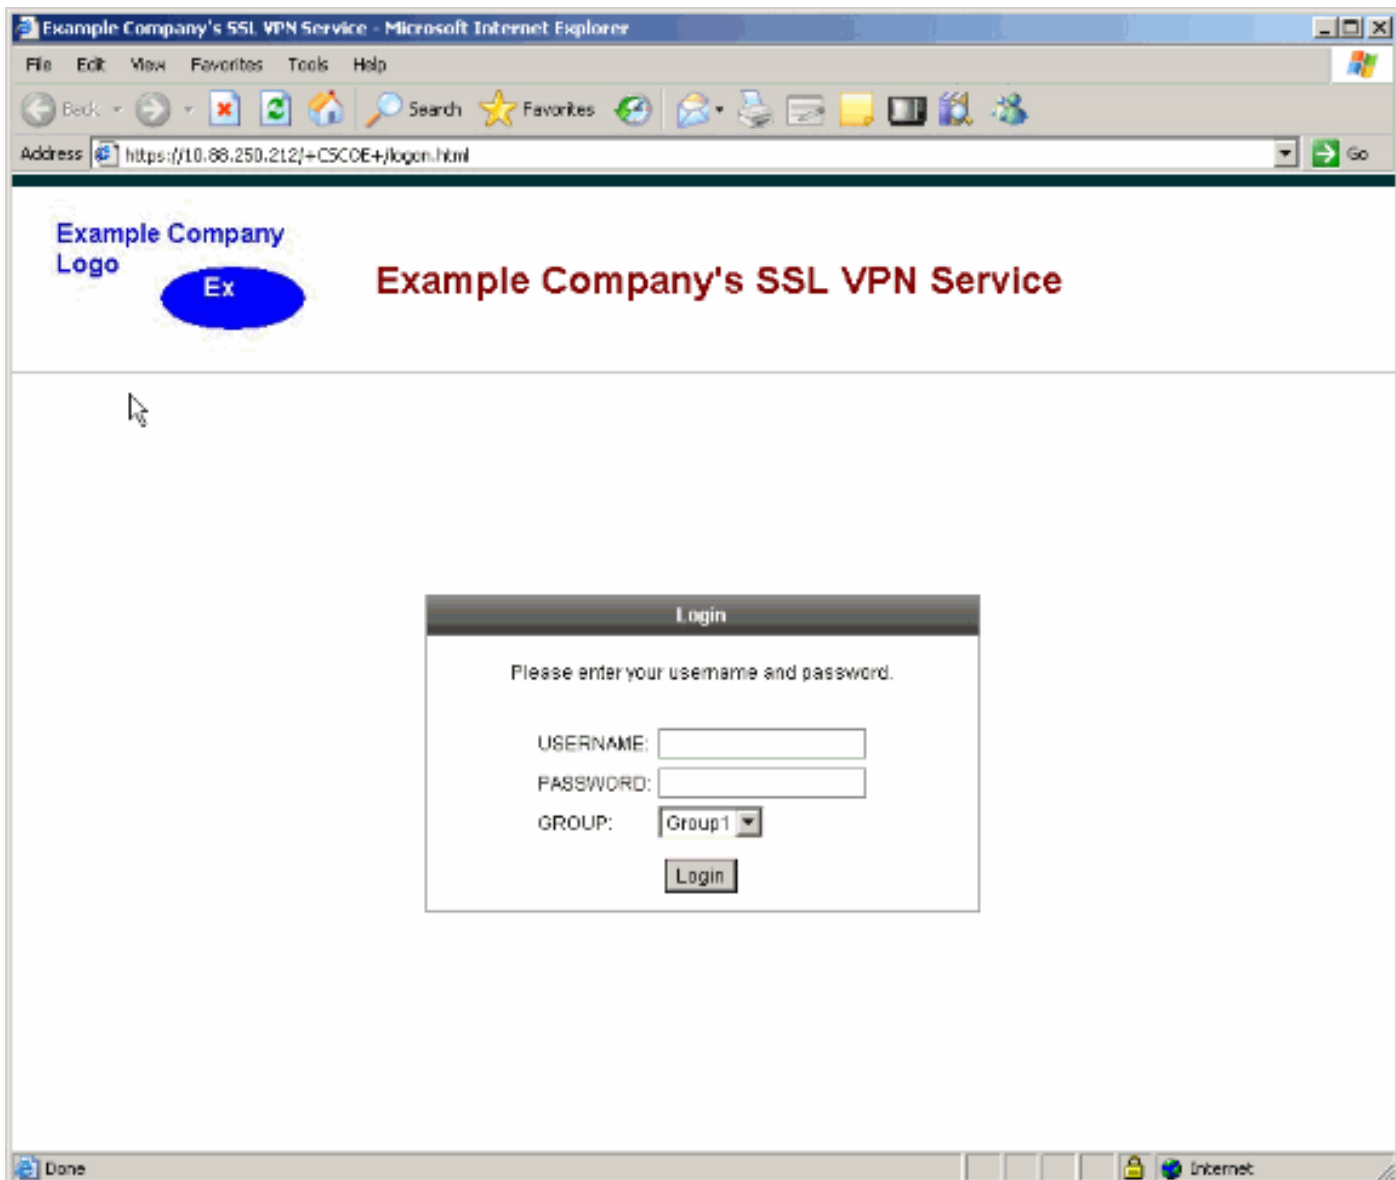 Example Company's SSL VPN Service - Microsoft Internet Explorer
File Edit View Favorites Tools Help
Back Search Favorites
Address https://10.88.250.212/+CSCOE+/logon.html Go
Example Company
Logo
Ex
Example Company's SSL VPN Service
Login
Please enter your username and password.
USERNAME:
PASSWORD:
GROUP: Group1
Login
Done Internet